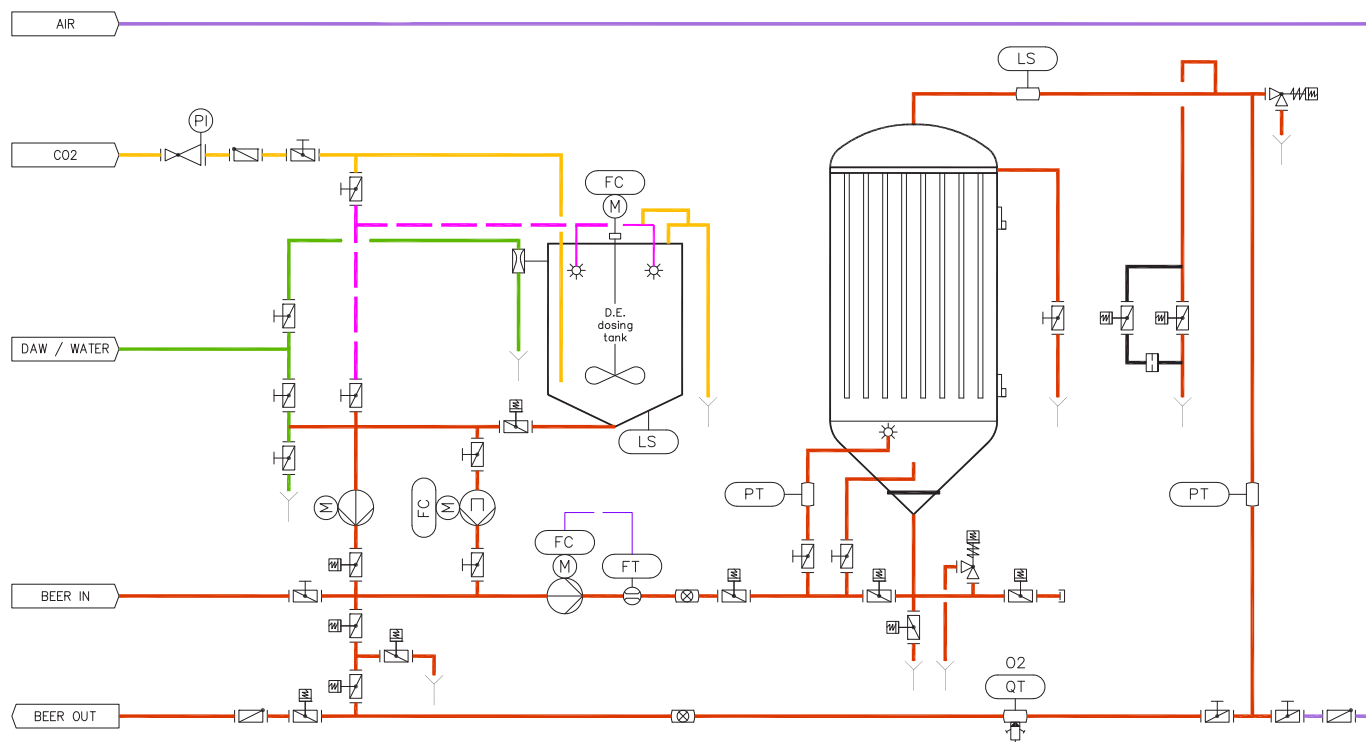 AIR
LS
PI
CO2
FC
M
D.E.
dosing
tank
DAW / WATER
LS
PT
PT
M
FC
M
FC
M
FT
BEER IN
O2
QT
BEER OUT